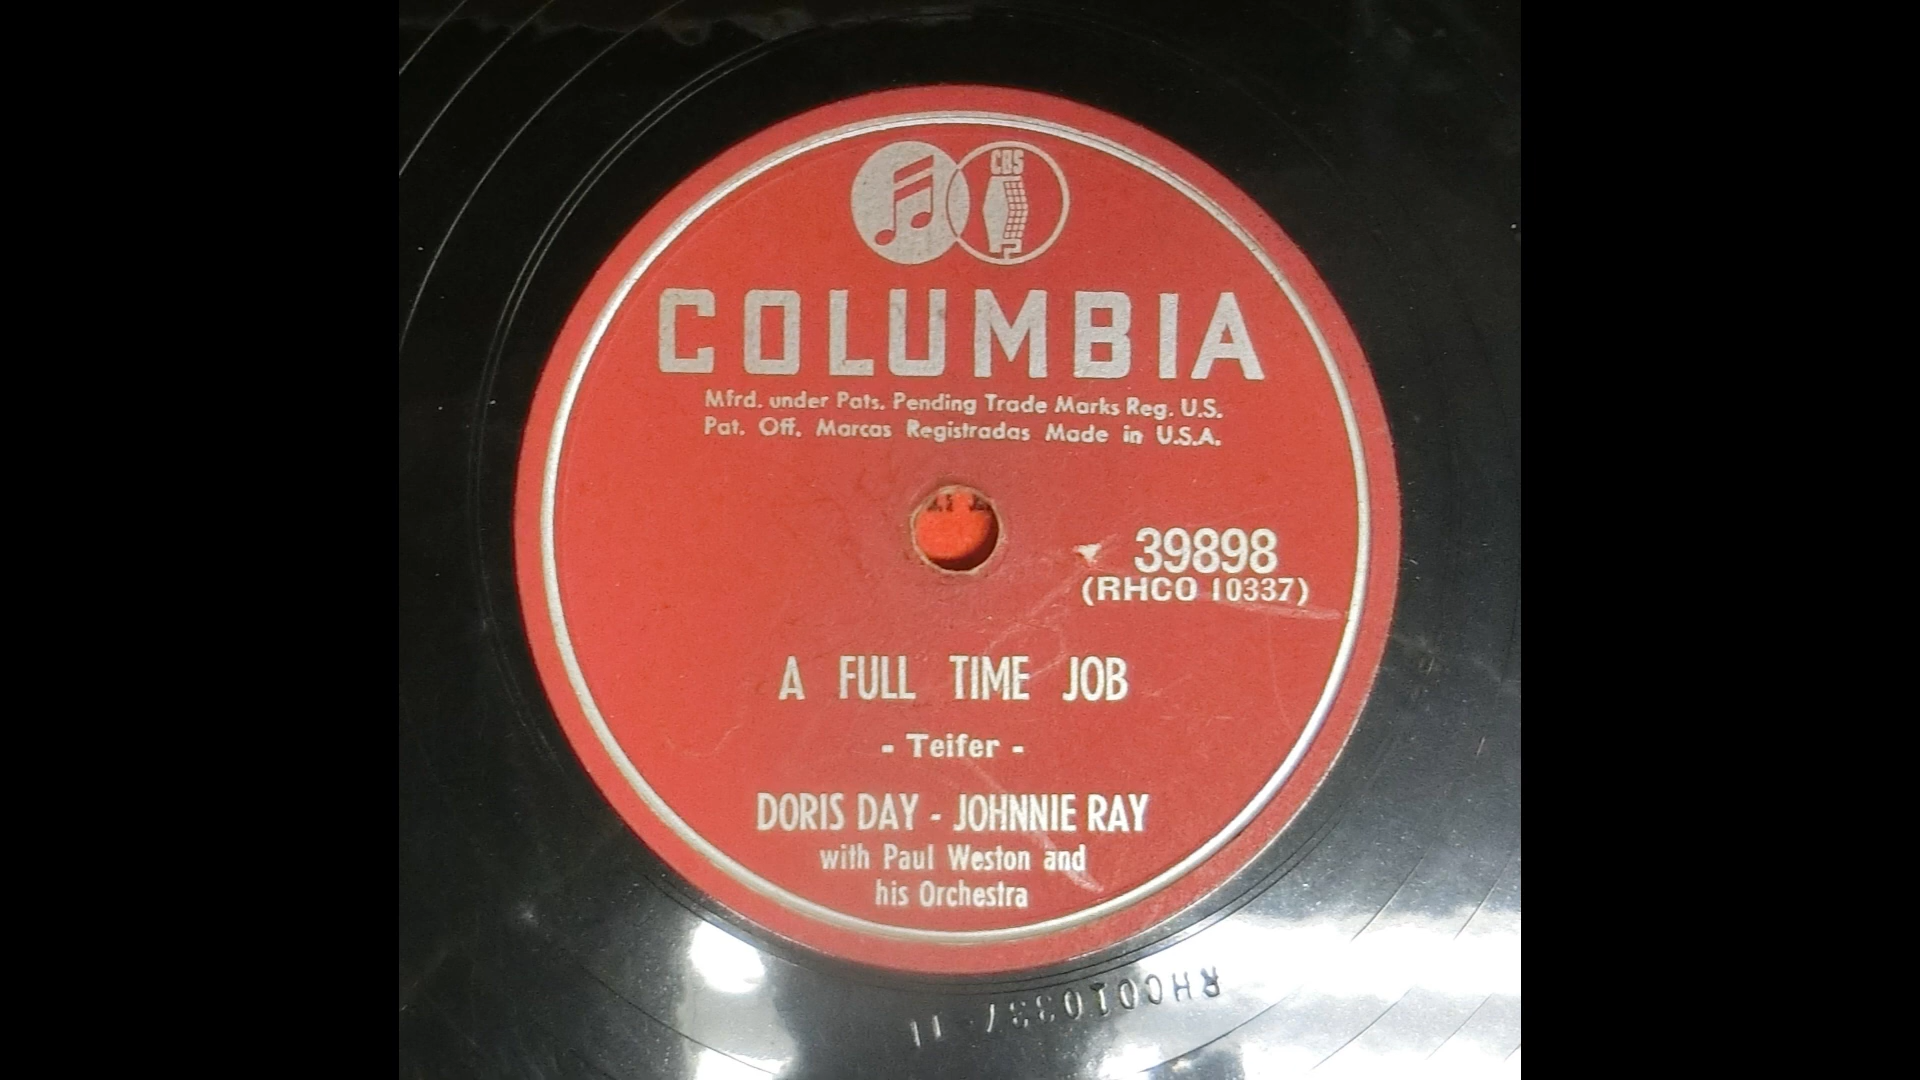 CBS
COLUMBIA
Mfrd. under Pats. Pending Trade Marks Reg. U.S.
Pat. Off. Marcas Registradas Made in U.S.A.
39898
(RHCO 10337)
A FULL TIME JOB
- Teifer -
DORIS DAY - JOHNNIE RAY
with Paul Weston and
his Orchestra
RHCO10337